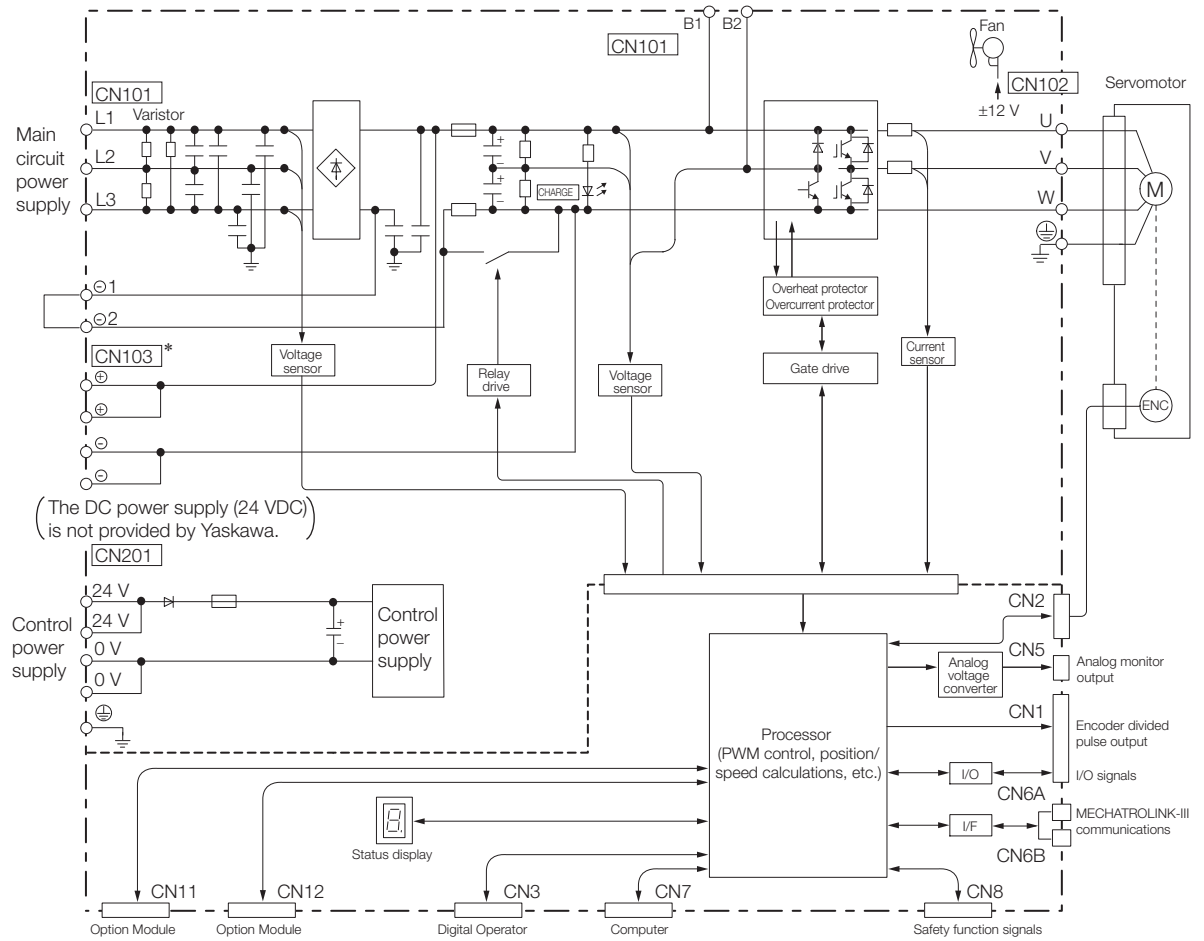 B1 B2
CN101
Fan
±12 V
CN102
Servomotor
CN101
Main
circuit
power
supply
L1
Varistor
L2
L3
+
−
+
−
CHARGE
U
V
W
M
⊖1
⊖2
CN103 *
⊕
⊕
⊖
⊖
Voltage
sensor
Relay
drive
Voltage
sensor
Overheat protector
Overcurrent protector
Gate drive
Current
sensor
ENC
(The DC power supply (24 VDC)
is not provided by Yaskawa.)
CN201
Control
power
supply
24 V
24 V
0 V
0 V
+
−
Control
power
supply
Processor
(PWM control, position/
speed calculations, etc.)
CN2
CN5
Analog
voltage
converter
Analog monitor
output
CN1
Encoder divided
pulse output
I/O
I/O signals
CN6A
I/F
MECHATROLINK-III
communications
CN6B
8.
Status display
CN11
Option Module
CN12
Option Module
CN3
Digital Operator
CN7
Computer
CN8
Safety function signals